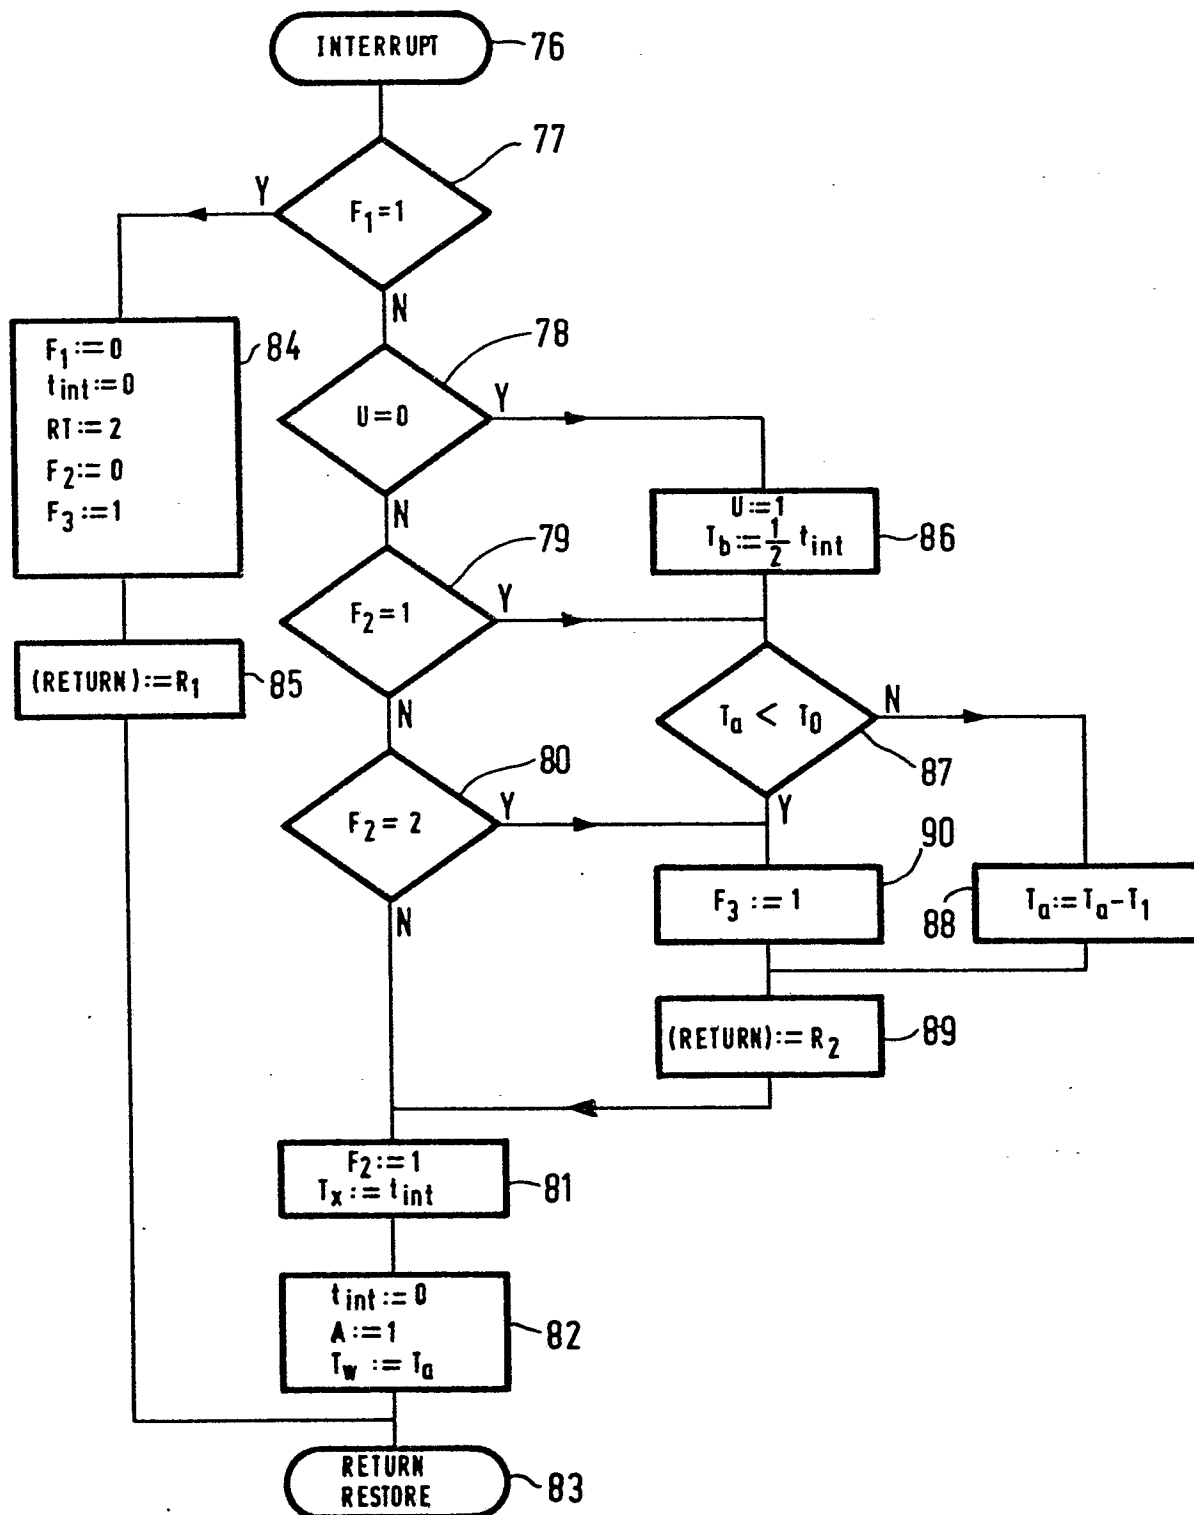 INTERRUPT
76
77
Y
F1=1
N
84
F1:=0
tint:=0
RT:=2
F2:=0
F3:=1
78
Y
U=0
N
U:=1
Tb:=1/2 tint
86
79
Y
F2=1
N
(RETURN):=R1
85
Ta < T0
N
87
Y
80
Y
F2=2
N
90
F3:=1
88
Ta:=Ta-T1
(RETURN):=R2
89
F2:=1
Tx:=tint
81
tint:=0
A:=1
Tw:=Ta
82
RETURN
RESTORE
83